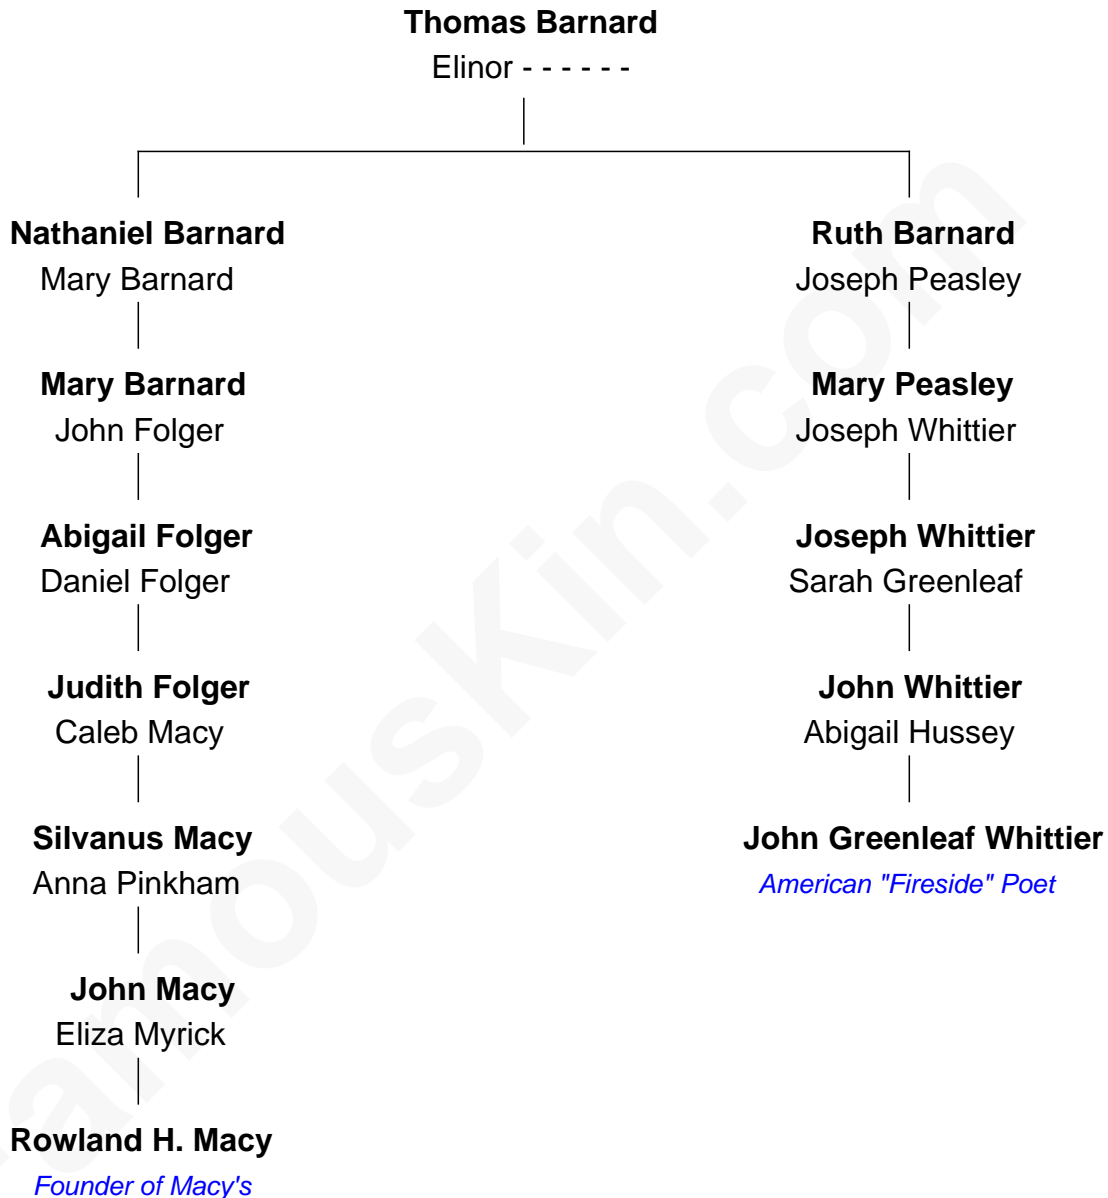 Thomas Barnard
Elinor - - - - - -
Nathaniel Barnard
Mary Barnard
Ruth Barnard
Joseph Peasley
Mary Barnard
John Folger
Mary Peasley
Joseph Whittier
Abigail Folger
Daniel Folger
Joseph Whittier
Sarah Greenleaf
Judith Folger
Caleb Macy
John Whittier
Abigail Hussey
Silvanus Macy
Anna Pinkham
John Greenleaf Whittier
American "Fireside" Poet
John Macy
Eliza Myrick
Rowland H. Macy
Founder of Macy's
famouskin.com